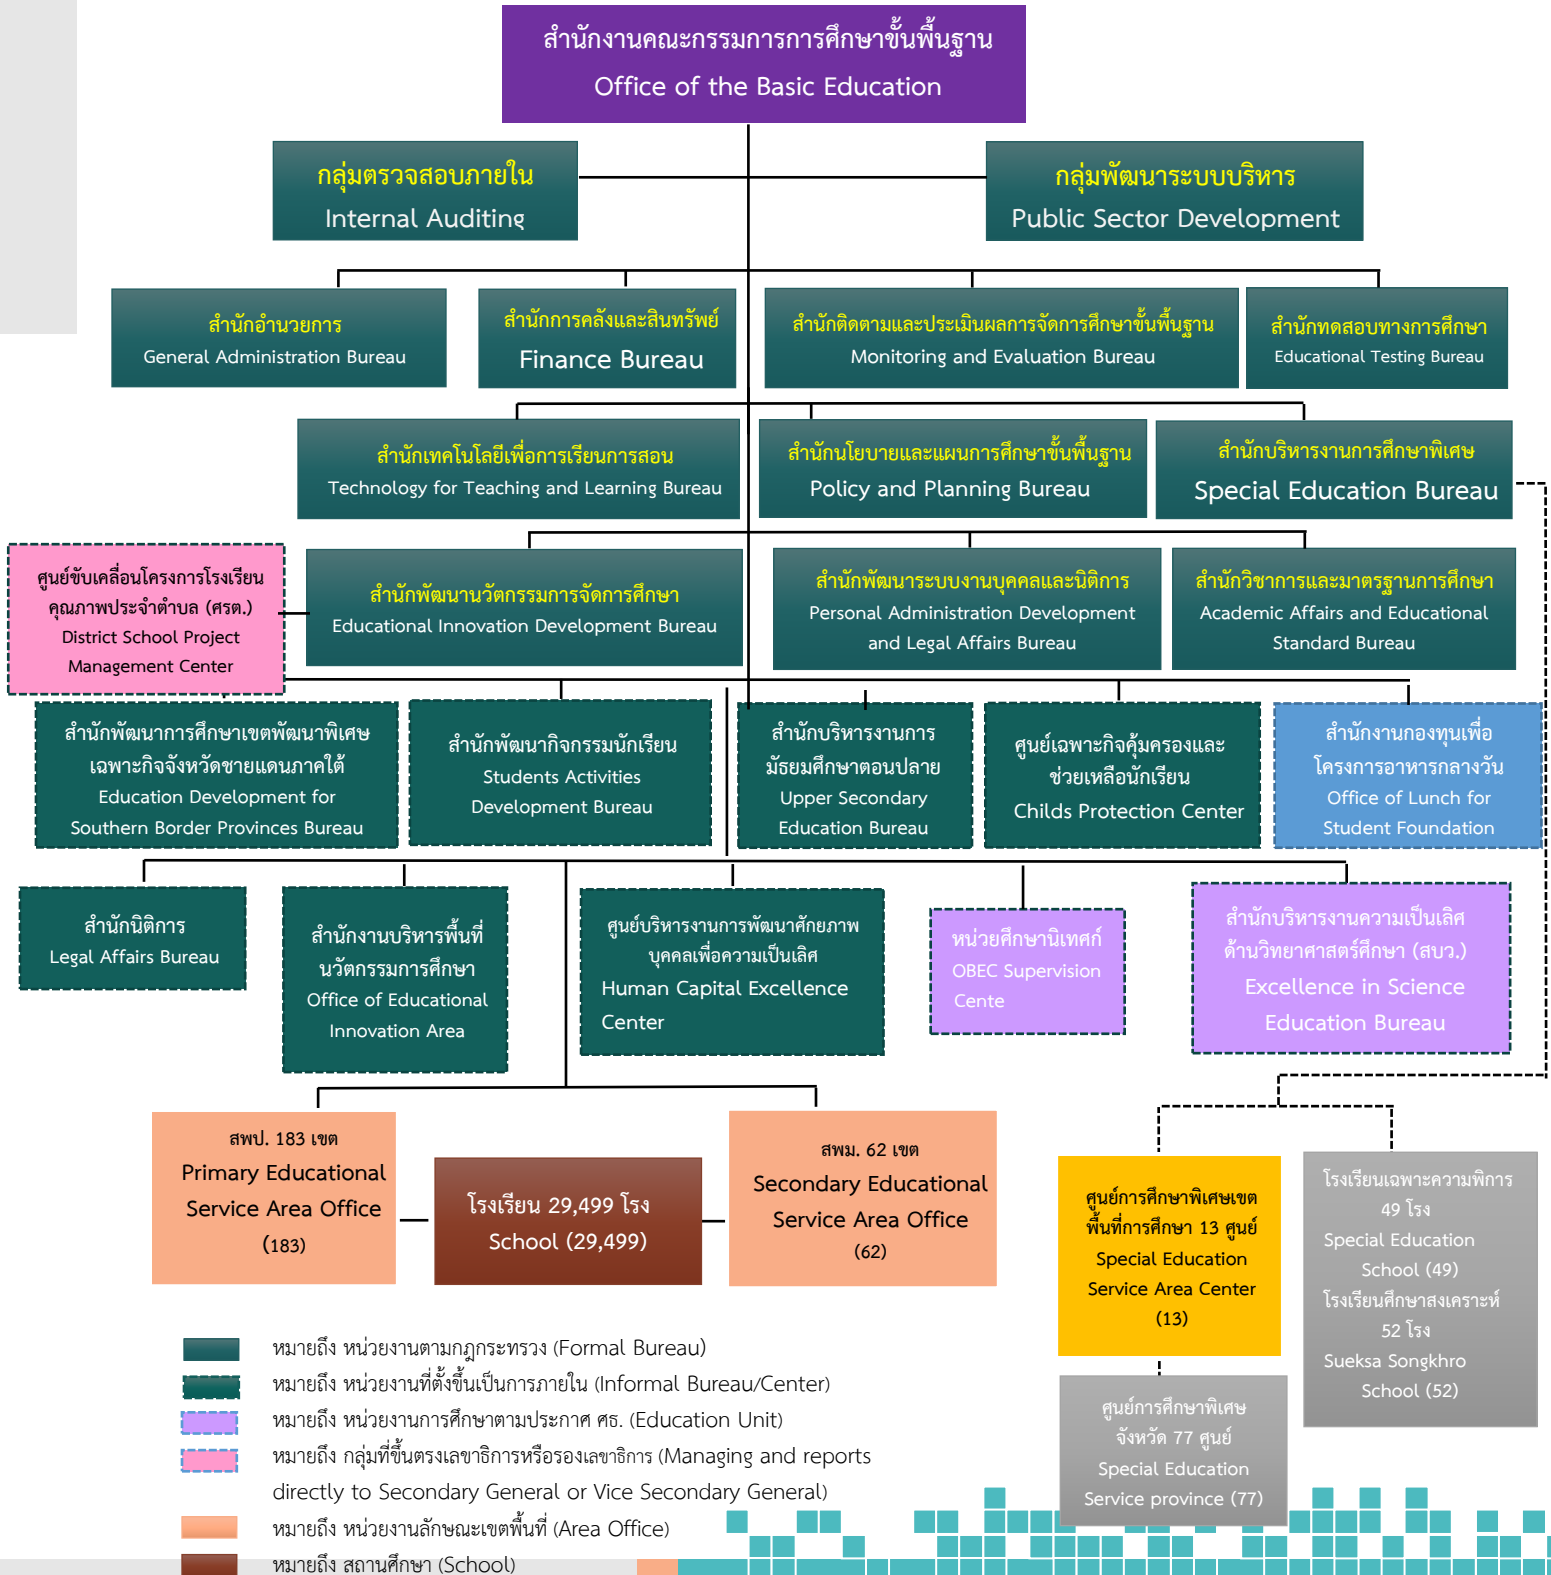 สำนักงานคณะกรรมการการศึกษาขั้นพื้นฐาน
Office of the Basic Education
กลุ่มตรวจสอบภายใน
Internal Auditing
กลุ่มพัฒนาระบบบริหาร
Public Sector Development
สำนักอำนวยการ
General Administration Bureau
สำนักการคลังและสินทรัพย์
Finance Bureau
สำนักติดตามและประเมินผลการจัดการศึกษาขั้นพื้นฐาน
Monitoring and Evaluation Bureau
สำนักทดสอบทางการศึกษา
Educational Testing Bureau
สำนักเทคโนโลยีเพื่อการเรียนการสอน
Technology for Teaching and Learning Bureau
สำนักนโยบายและแผนการศึกษาขั้นพื้นฐาน
Policy and Planning Bureau
สำนักบริหารงานการศึกษาพิเศษ
Special Education Bureau
ศูนย์ขับเคลื่อนโครงการโรงเรียน
คุณภาพประจำตำบล (ศรต.)
District School Project
Management Center
สำนักพัฒนานวัตกรรมการจัดการศึกษา
Educational Innovation Development Bureau
สำนักพัฒนาระบบงานบุคคลและนิติการ
Personal Administration Development
and Legal Affairs Bureau
สำนักวิชาการและมาตรฐานการศึกษา
Academic Affairs and Educational
Standard Bureau
สำนักพัฒนาการศึกษาเขตพัฒนาพิเศษ
เฉพาะกิจจังหวัดชายแดนภาคใต้
Education Development for
Southern Border Provinces Bureau
สำนักพัฒนากิจกรรมนักเรียน
Students Activities
Development Bureau
สำนักบริหารงานการ
มัธยมศึกษาตอนปลาย
Upper Secondary
Education Bureau
ศูนย์เฉพาะกิจคุ้มครองและ
ช่วยเหลือนักเรียน
Childs Protection Center
สำนักงานกองทุนเพื่อ
โครงการอาหารกลางวัน
Office of Lunch for
Student Foundation
สำนักนิติการ
Legal Affairs Bureau
สำนักงานบริหารพื้นที่
นวัตกรรมการศึกษา
Office of Educational
Innovation Area
ศูนย์บริหารงานการพัฒนาศักยภาพ
บุคคลเพื่อความเป็นเลิศ
Human Capital Excellence
Center
หน่วยศึกษานิเทศก์
OBEC Supervision
Cente
สำนักบริหารงานความเป็นเลิศ
ด้านวิทยาศาสตร์ศึกษา (สบว.)
Excellence in Science
Education Bureau
สพป. 183 เขต
Primary Educational
Service Area Office
(183)
โรงเรียน 29,499 โรง
School (29,499)
สพม. 62 เขต
Secondary Educational
Service Area Office
(62)
ศูนย์การศึกษาพิเศษเขต
พื้นที่การศึกษา 13 ศูนย์
Special Education
Service Area Center
(13)
โรงเรียนเฉพาะความพิการ
49 โรง
Special Education
School (49)
โรงเรียนศึกษาสงเคราะห์
52 โรง
Sueksa Songkhro
School (52)
ศูนย์การศึกษาพิเศษ
จังหวัด 77 ศูนย์
Special Education
Service province (77)
หมายถึง หน่วยงานตามกฎกระทรวง (Formal Bureau)
หมายถึง หน่วยงานที่ตั้งขึ้นเป็นการภายใน (Informal Bureau/Center)
หมายถึง หน่วยงานการศึกษาตามประกาศ ศธ. (Education Unit)
หมายถึง กลุ่มที่ขึ้นตรงเลขาธิการหรือรองเลขาธิการ (Managing and reports
directly to Secondary General or Vice Secondary General)
หมายถึง หน่วยงานลักษณะเขตพื้นที่ (Area Office)
หมายถึง สถานศึกษา (School)